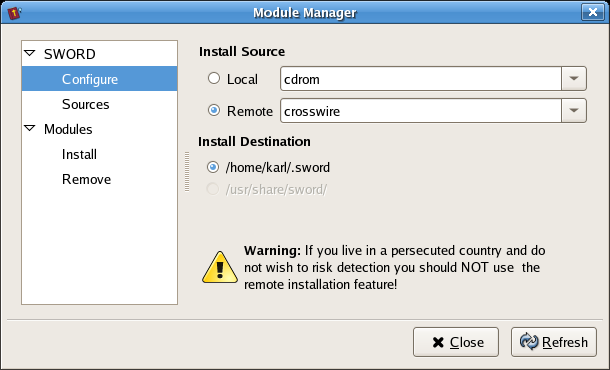 Module Manager
SWORD
Configure
Sources
Modules
Install
Remove
Install Source
Local
cdrom
Remote
crosswire
Install Destination
/home/karl/.sword
/usr/share/sword/
Warning: If you live in a persecuted country and do
not wish to risk detection you should NOT use  the
remote installation feature!
Close
Refresh